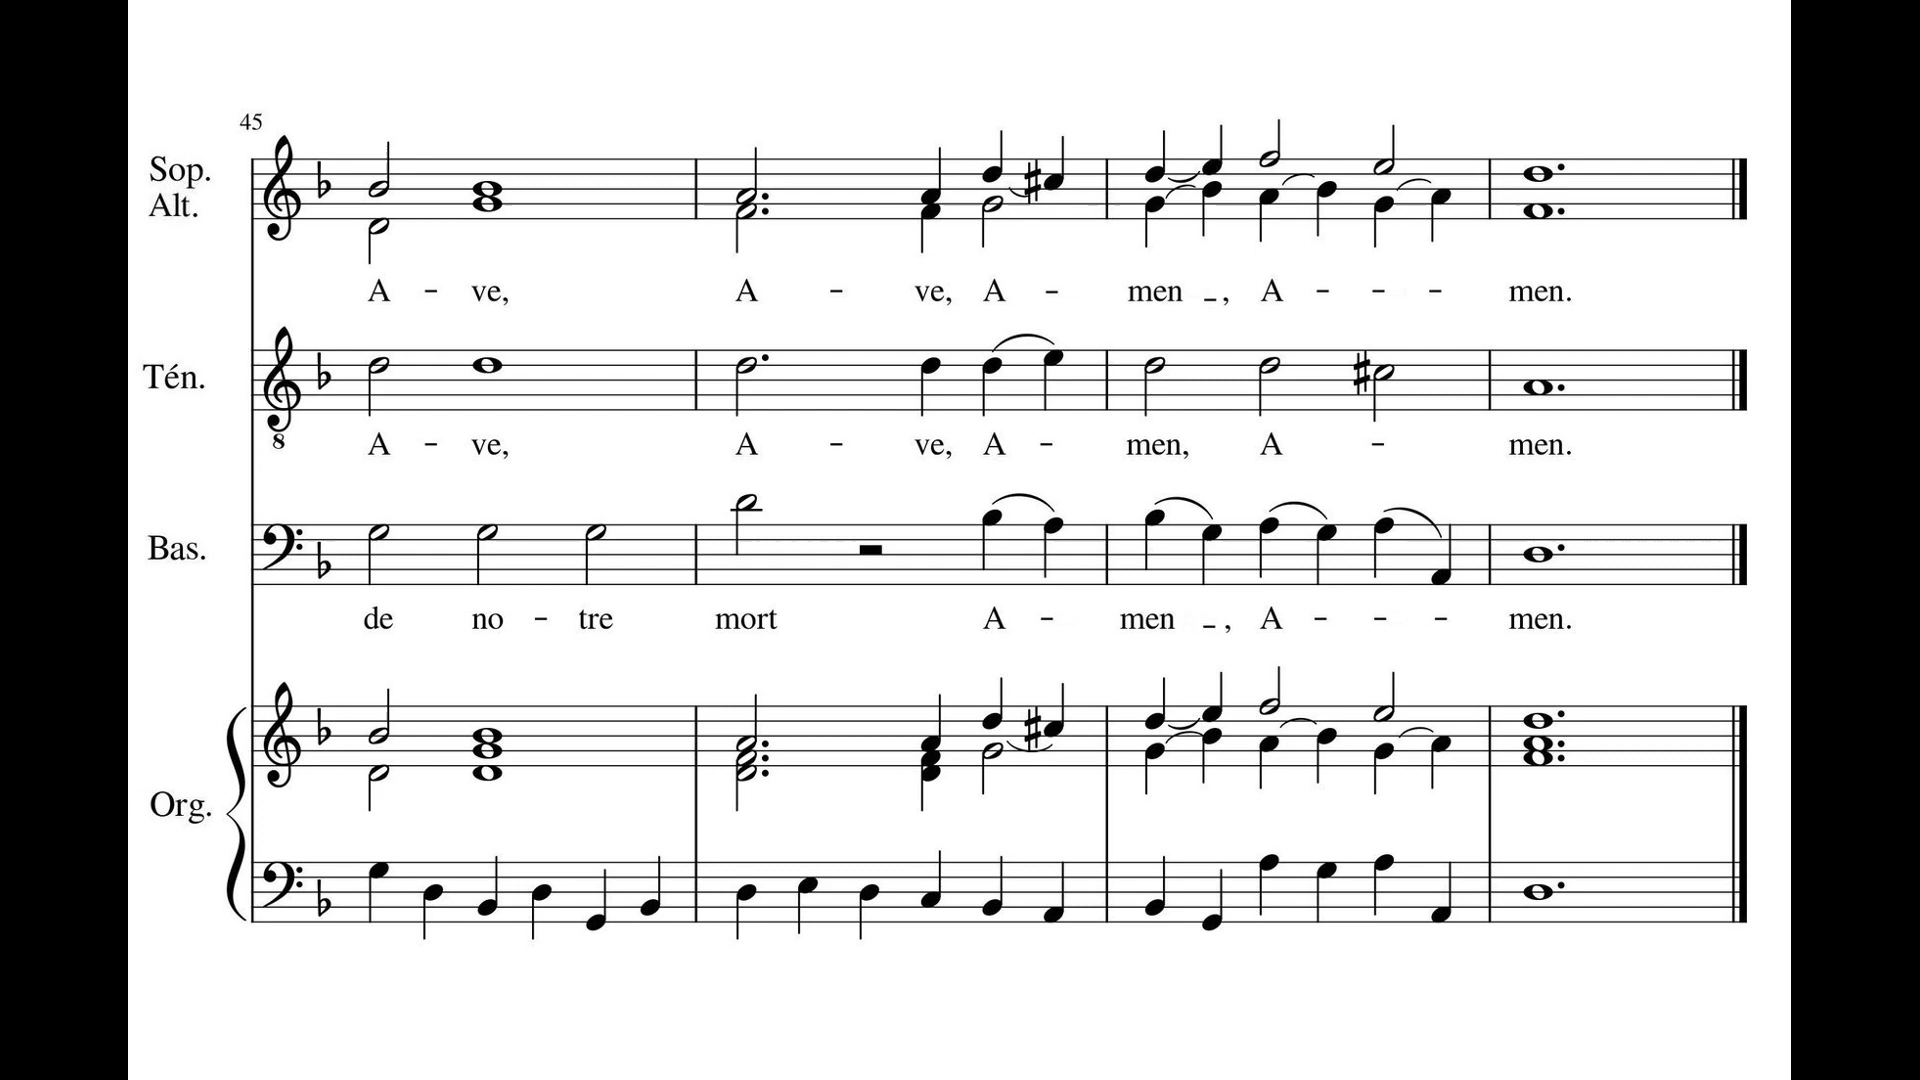 45
Sop.
Alt.
A - ve, A - ve, A - men _, A - - - men.
Tén.
8
A - ve, A - ve, A - men, A - men.
Bas.
de no - tre mort A - men _, A - - - men.
Org.